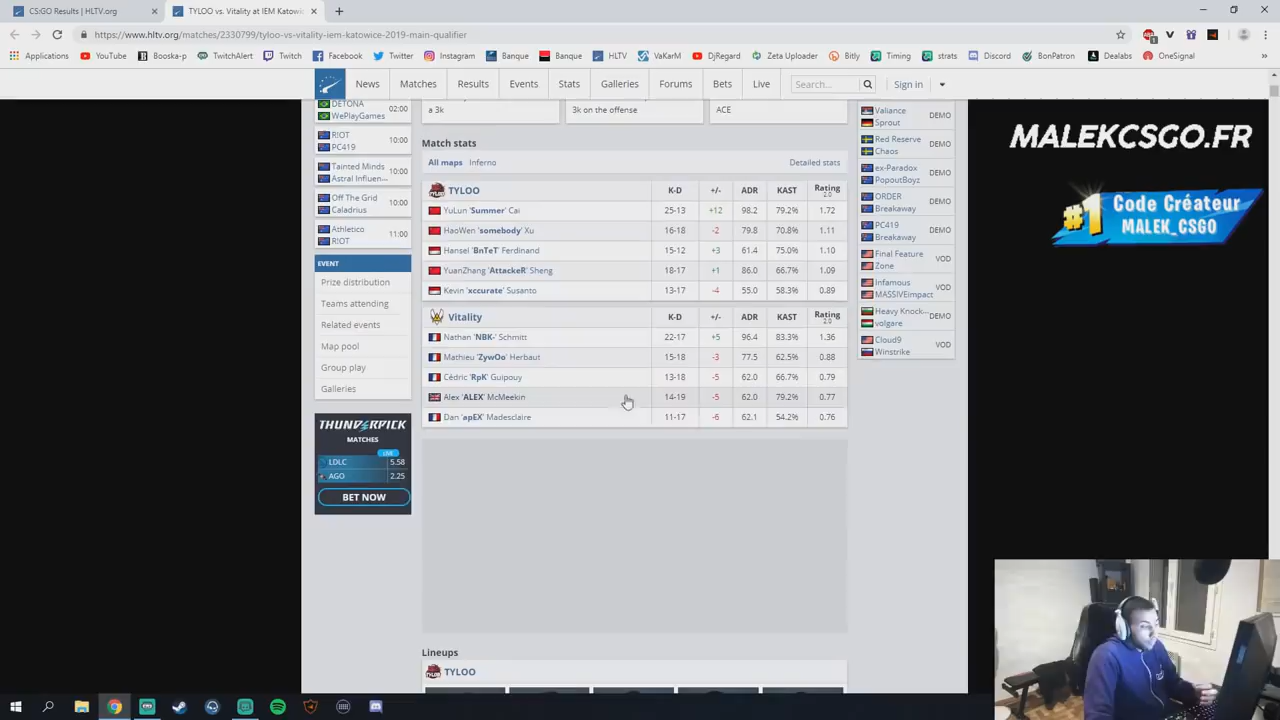 CS:GO Results | HLTV.org
TYLOO vs. Vitality at IEM Katowic
https://www.hltv.org/matches/2330799/tyloo-vs-vitality-iem-katowice-2019-main-qualifier
Applications YouTube Booska-p TwitchAlert Twitch Facebook Twitter Instagram Banque Banque HLTV VaKarM DjRegard Zeta Uploader Bitly Timing strats Discord BonPatron Dealabs OneSignal
News Matches Results Events Stats Galleries Forums Bets Live Search... Sign in
DETONA 02:00
WePlayGames
R!OT 10:00
PC419
Tainted Minds 10:00
Astral Influen...
Off The Grid 10:00
Caladrius
Athletico 11:00
R!OT
EVENT
Prize distribution
Teams attending
Related events
Map pool
Group play
Galleries
THUNDERPICK
MATCHES
LIVE
LDLC 5.58
AGO 2.25
BET NOW
a 3k
3k on the offense
ACE
Match stats
All maps Inferno Detailed stats
TYLOO K-D +/- ADR KAST Rating 2.0
YuLun 'Summer' Cai 25-13 +12 98.2 79.2% 1.72
HaoWen 'somebody' Xu 16-18 -2 79.8 70.8% 1.11
Hansel 'BnTeT' Ferdinand 15-12 +3 61.4 75.0% 1.10
YuanZhang 'AttackeR' Sheng 18-17 +1 86.0 66.7% 1.09
Kevin 'xccurate' Susanto 13-17 -4 55.0 58.3% 0.89
Vitality K-D +/- ADR KAST Rating 2.0
Nathan 'NBK-' Schmitt 22-17 +5 96.4 83.3% 1.36
Mathieu 'ZywOo' Herbaut 15-18 -3 77.5 62.5% 0.88
Cédric 'RpK' Guipouy 13-18 -5 62.0 66.7% 0.79
Alex 'ALEX' McMeekin 14-19 -5 62.0 79.2% 0.77
Dan 'apEX' Madesclaire 11-17 -6 62.1 54.2% 0.76
Lineups
TYLOO
Valiance DEMO
Sprout
Red Reserve DEMO
Chaos
ex-Paradox DEMO
PopoutBoyz
ORDER DEMO
Breakaway
PC419 DEMO
Breakaway
Final Feature VOD
Zone
Infamous VOD
MASSIVEimpact
Heavy Knock... DEMO
volgare
Cloud9 VOD
Winstrike
MALEKCSGO.FR
#1 Code Créateur
MALEK_CSGO